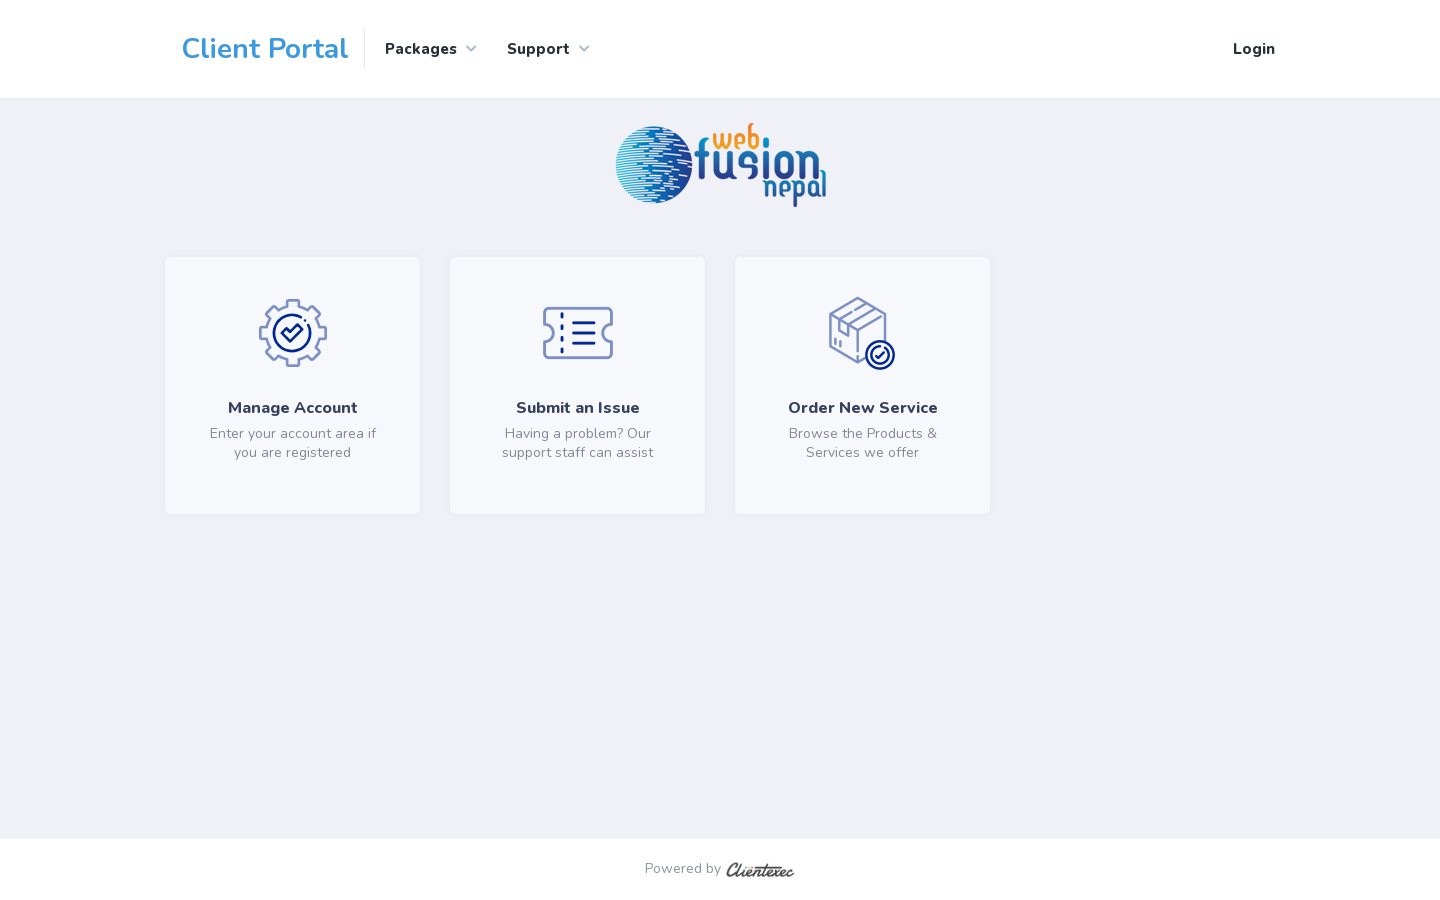 Client Portal
Packages
Support
Login
web
fusion
nepal
Manage Account
Enter your account area if
you are registered
Submit an Issue
Having a problem? Our
support staff can assist
Order New Service
Browse the Products &
Services we offer
Powered by Clientexec